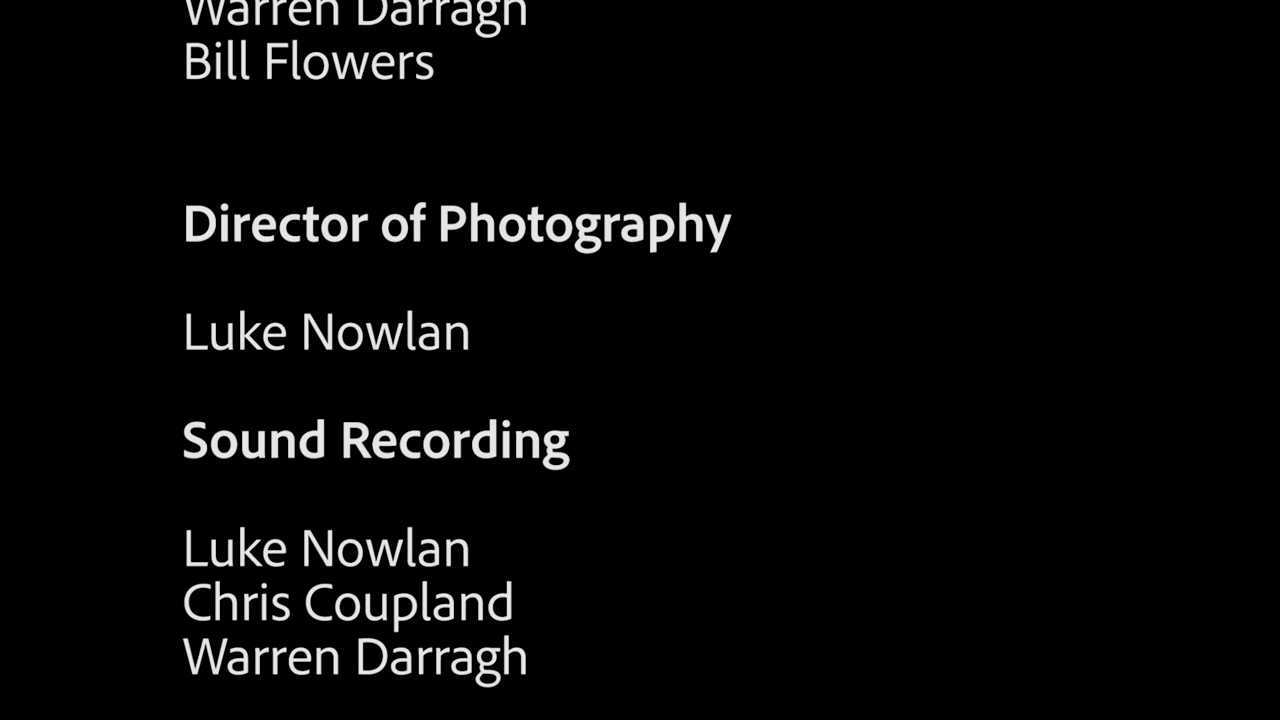 Warren Darragh
Bill Flowers
Director of Photography
Luke Nowlan
Sound Recording
Luke Nowlan
Chris Coupland
Warren Darragh